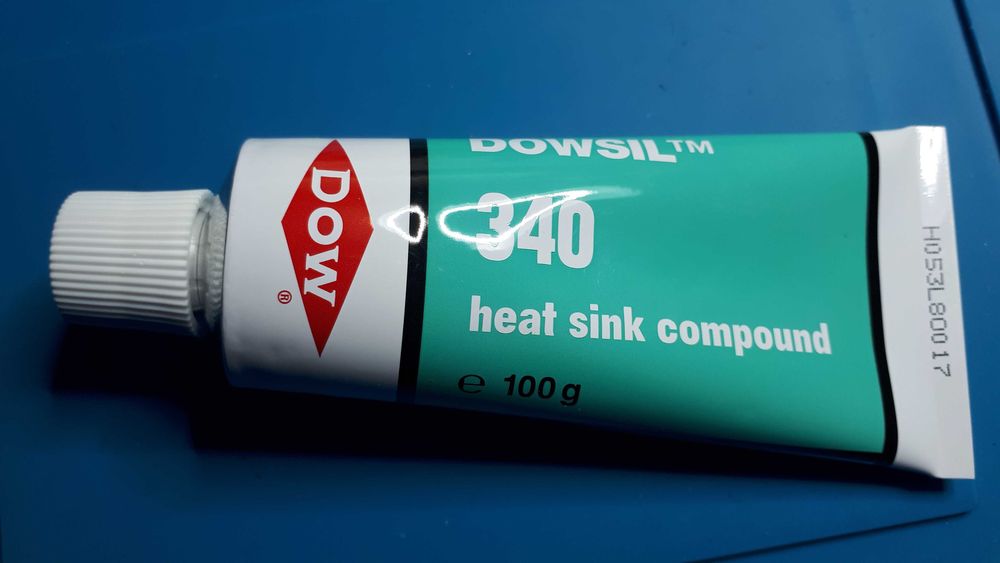 DOW
®
DOWSIL™
340
heat sink compound
e 100 g
H053L80017